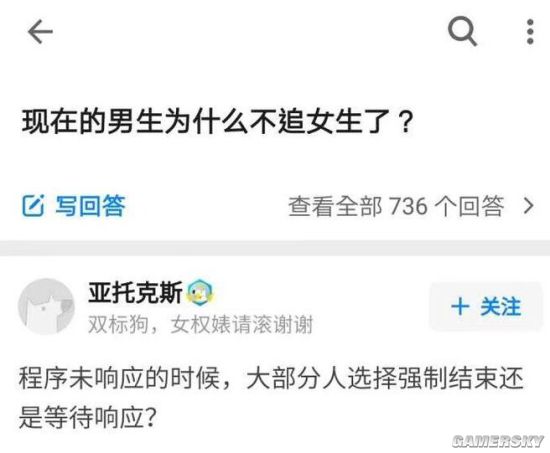 现在的男生为什么不追女生了？
写回答
查看全部 736 个回答
亚托克斯
+ 关注
双标狗，女权婊请滚谢谢
程序未响应的时候，大部分人选择强制结束还
是等待响应？
GAMERSKY